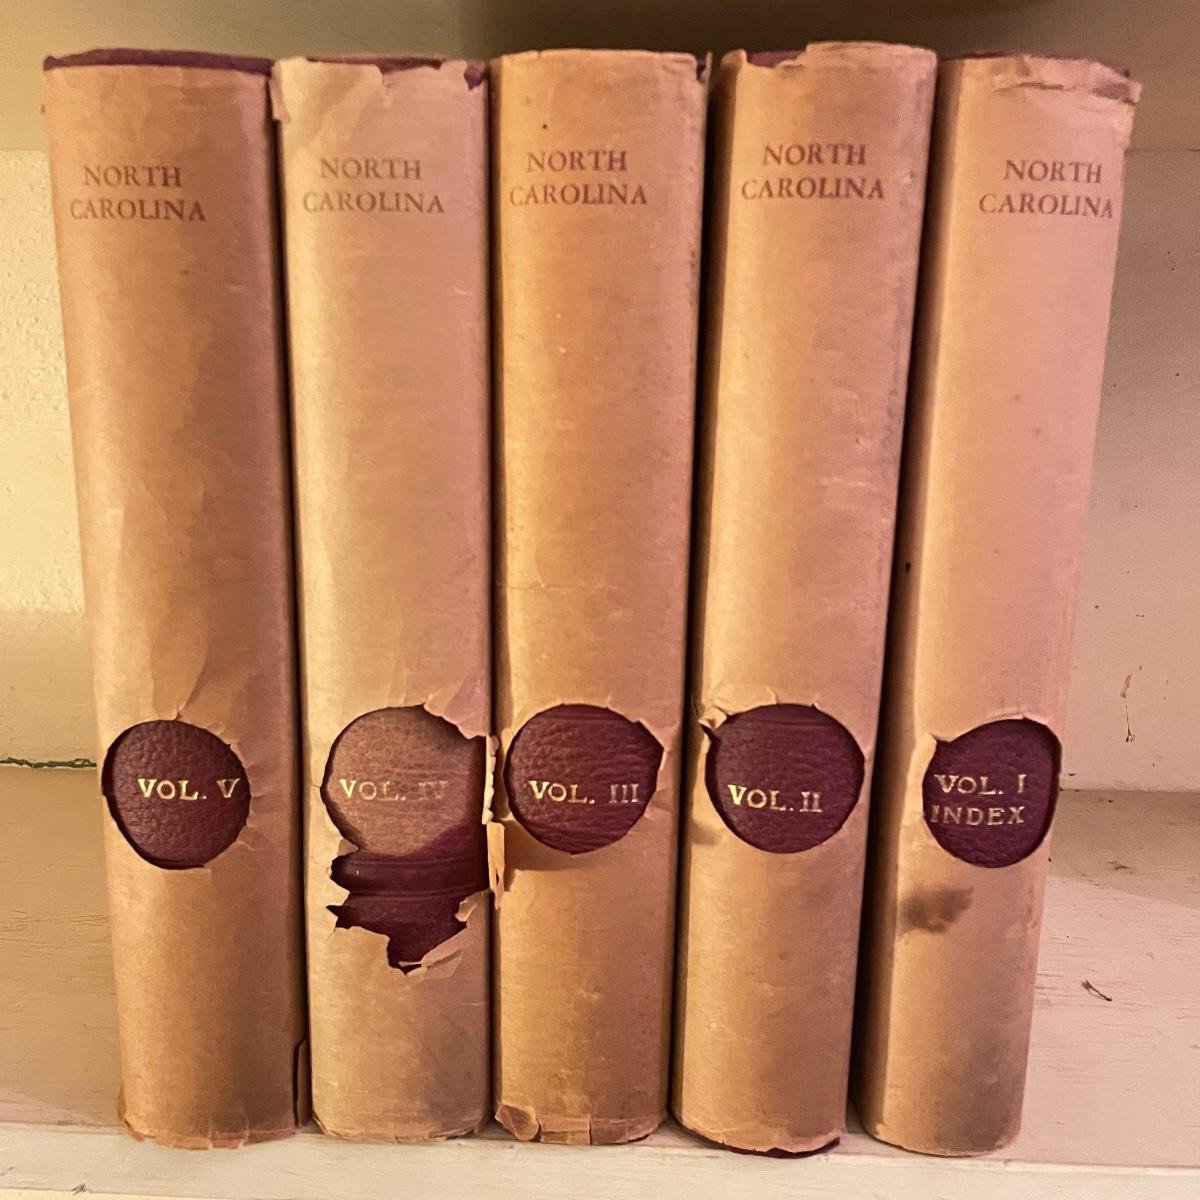 NORTH
CAROLINA
VOL. V
NORTH
CAROLINA
VOL. IV
NORTH
CAROLINA
VOL. III
NORTH
CAROLINA
VOL. II
NORTH
CAROLINA
VOL. I
INDEX